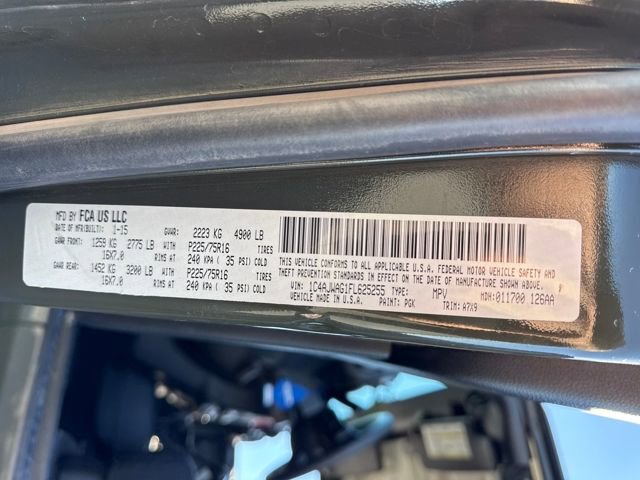 MFD BY FCA US LLC
DATE OF MFR(BUILT): 1-15 GVWR: 2223 KG 4900 LB
GAWR FRONT: 1259 KG 2775 LB WITH P225/75R16 TIRES
16X7.0 RIMS AT 240 KPA ( 35 PSI) COLD
GAWR REAR: 1452 KG 3200 LB WITH P225/75R16 TIRES
16X7.0 RIMS AT 240 KPA ( 35 PSI) COLD
THIS VEHICLE CONFORMS TO ALL APPLICABLE U.S.A. FEDERAL MOTOR VEHICLE SAFETY AND
THEFT PREVENTION STANDARDS IN EFFECT ON THE DATE OF MANUFACTURE SHOWN ABOVE.
VIN: 1C4AJWAG1FL625255 TYPE: MPV MDH: 011700 126AA
PAINT: PGK TRIM: A7X9